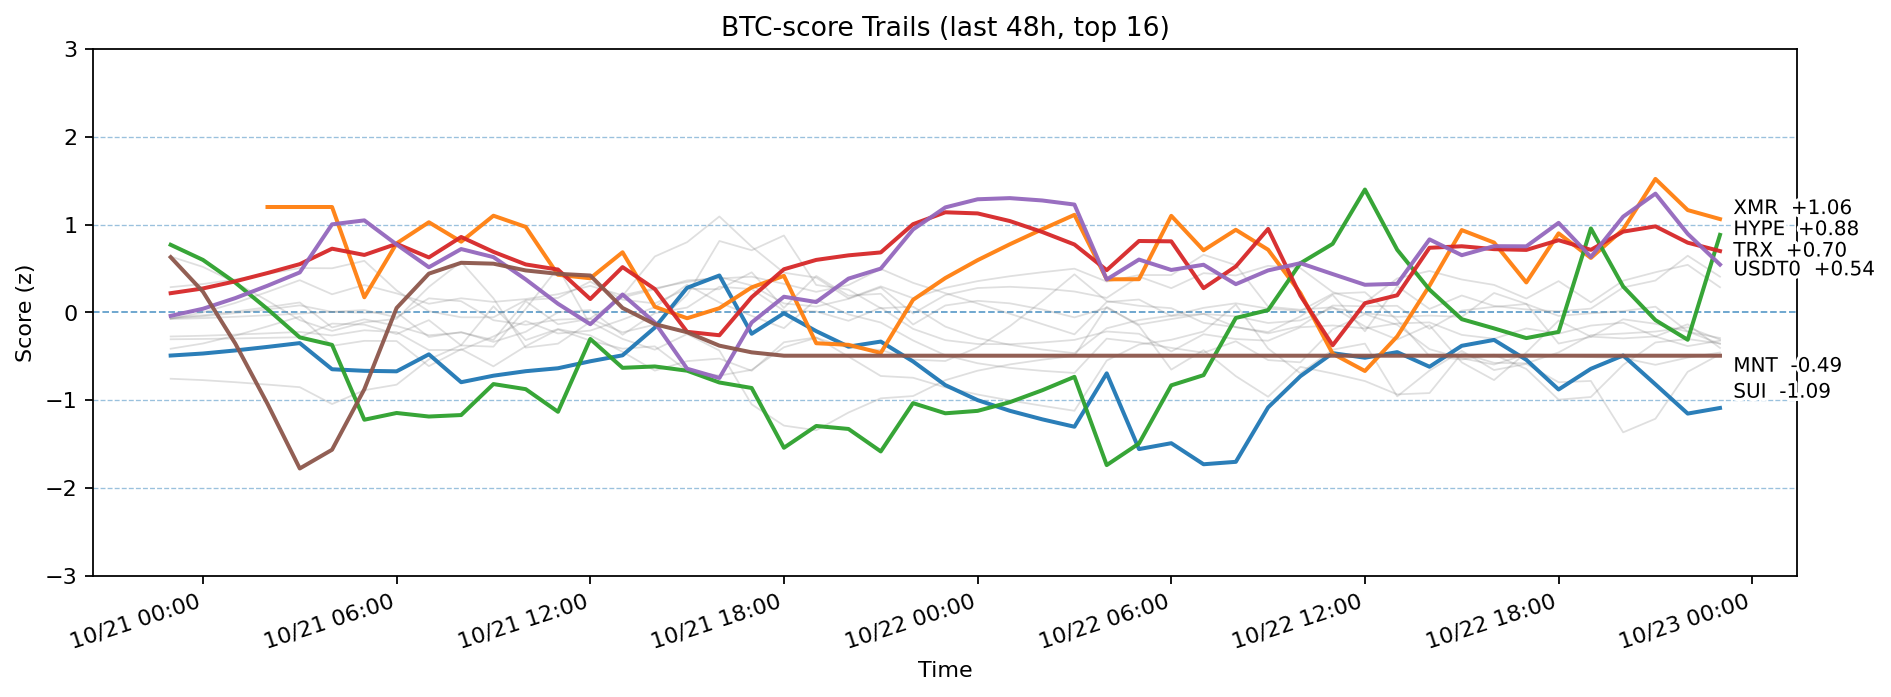 BTC-score Trails (last 48h, top 16)
Score (z)
3
2
1
0
−1
−2
−3
XMR +1.06
HYPE +0.88
TRX +0.70
USDT0 +0.54
MNT -0.49
SUI -1.09
10/21 00:00
10/21 06:00
10/21 12:00
10/21 18:00
10/22 00:00
10/22 06:00
10/22 12:00
10/22 18:00
10/23 00:00
Time